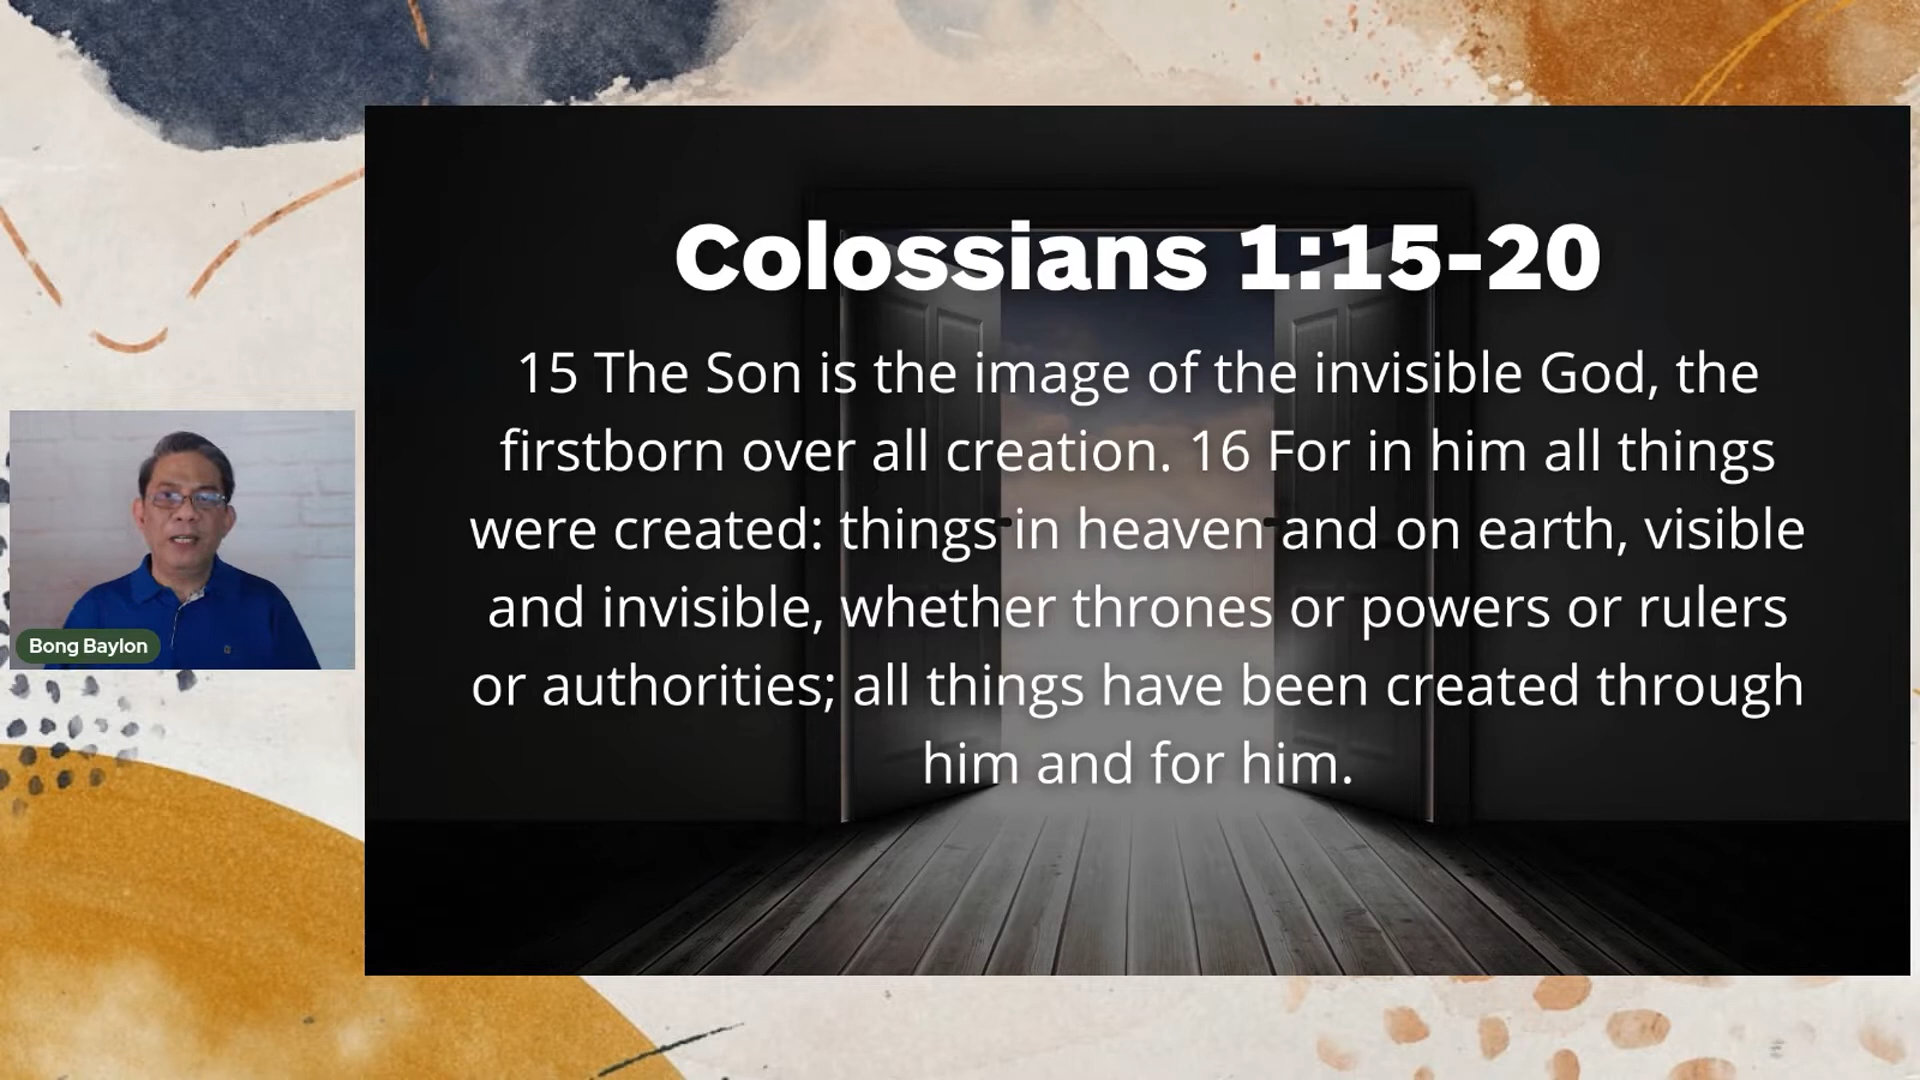 Colossians 1:15-20
15 The Son is the image of the invisible God, the
firstborn over all creation. 16 For in him all things
were created: things in heaven and on earth, visible
and invisible, whether thrones or powers or rulers
or authorities; all things have been created through
him and for him.
Bong Baylon